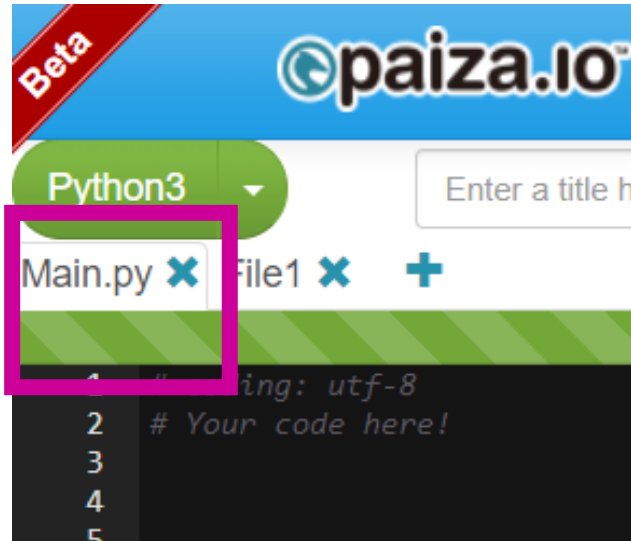 Beta
paiza.IO
Python3
Enter a title h
Main.py
File1
1
2 # Your code here!
3
4
5
ing: utf-8